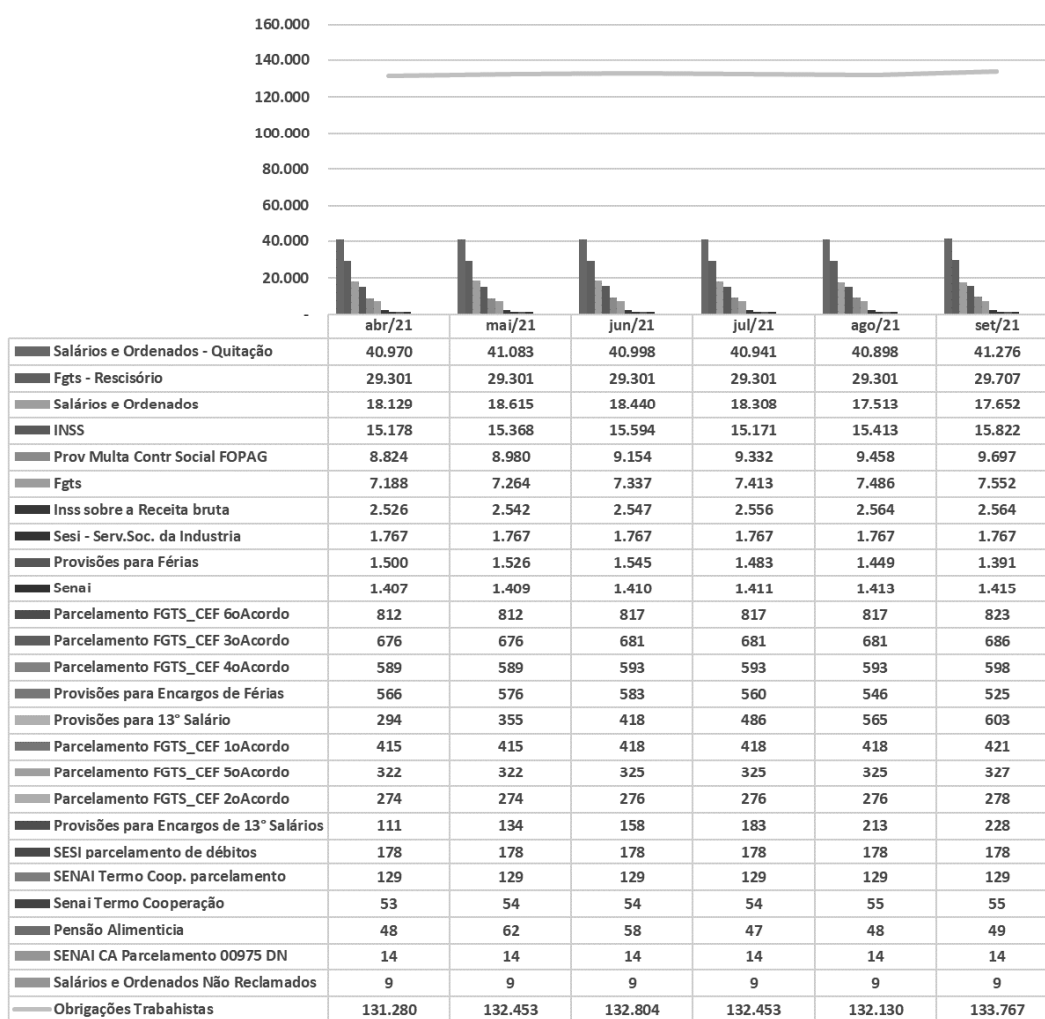 160.000
140.000
120.000
100.000
80.000
60.000
40.000
20.000
-
abr/21 mai/21 jun/21 jul/21 ago/21 set/21
Salários e Ordenados - Quitação 40.970 41.083 40.998 40.941 40.898 41.276
Fgts - Rescisório 29.301 29.301 29.301 29.301 29.301 29.707
Salários e Ordenados 18.129 18.615 18.440 18.308 17.513 17.652
INSS 15.178 15.368 15.594 15.171 15.413 15.822
Prov Multa Contr Social FOPAG 8.824 8.980 9.154 9.332 9.458 9.697
Fgts 7.188 7.264 7.337 7.413 7.486 7.552
Inss sobre a Receita bruta 2.526 2.542 2.547 2.556 2.564 2.564
Sesi - Serv.Soc. da Industria 1.767 1.767 1.767 1.767 1.767 1.767
Provisões para Férias 1.500 1.526 1.545 1.483 1.449 1.391
Senai 1.407 1.409 1.410 1.411 1.413 1.415
Parcelamento FGTS_CEF 6oAcordo 812 812 817 817 817 823
Parcelamento FGTS_CEF 3oAcordo 676 676 681 681 681 686
Parcelamento FGTS_CEF 4oAcordo 589 589 593 593 593 598
Provisões para Encargos de Férias 566 576 583 560 546 525
Provisões para 13° Salário 294 355 418 486 565 603
Parcelamento FGTS_CEF 1oAcordo 415 415 418 418 418 421
Parcelamento FGTS_CEF 5oAcordo 322 322 325 325 325 327
Parcelamento FGTS_CEF 2oAcordo 274 274 276 276 276 278
Provisões para Encargos de 13° Salários 111 134 158 183 213 228
SESI parcelamento de débitos 178 178 178 178 178 178
SENAI Termo Coop. parcelamento 129 129 129 129 129 129
Senai Termo Cooperação 53 54 54 54 55 55
Pensão Alimenticia 48 62 58 47 48 49
SENAI CA Parcelamento 00975 DN 14 14 14 14 14 14
Salários e Ordenados Não Reclamados 9 9 9 9 9 9
Obrigações Trabahistas 131.280 132.453 132.804 132.453 132.130 133.767